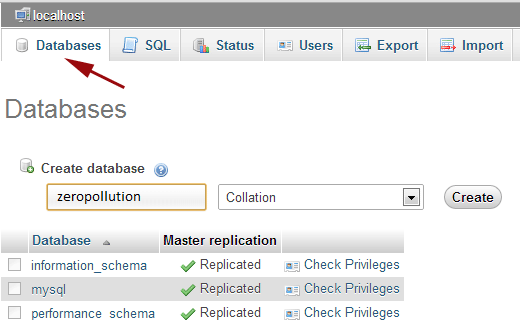 localhost
Databases SQL Status Users Export Import
Databases
Create database
zeropollution Collation Create
Database Master replication
information_schema Replicated Check Privileges
mysql Replicated Check Privileges
performance_schema Replicated Check Privileges